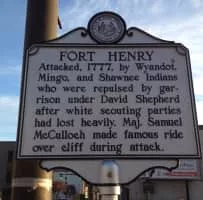 FORT HENRY
Attacked, 1777, by Wyandot,
Mingo, and Shawnee Indians
who were repulsed by gar-
rison under David Shepherd
after white scouting parties
had lost heavily. Maj. Samuel
McColloch made famous ride
over cliff during attack.